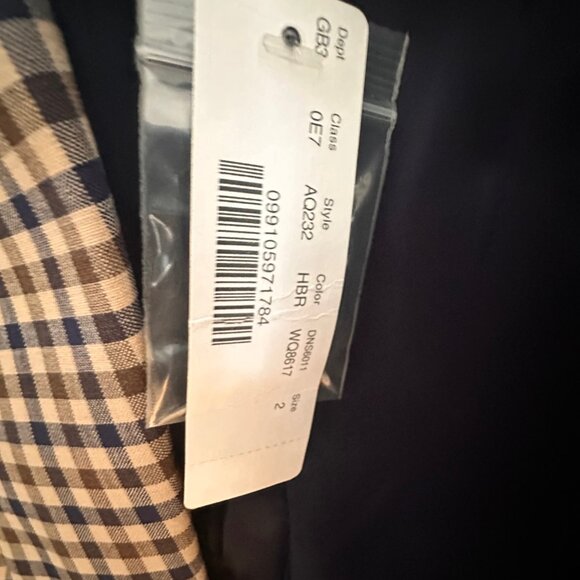 Dept Class Style Color DNS6011 Size
GB3 0E7 AQ232 HBR WQ8617 2
099105971784